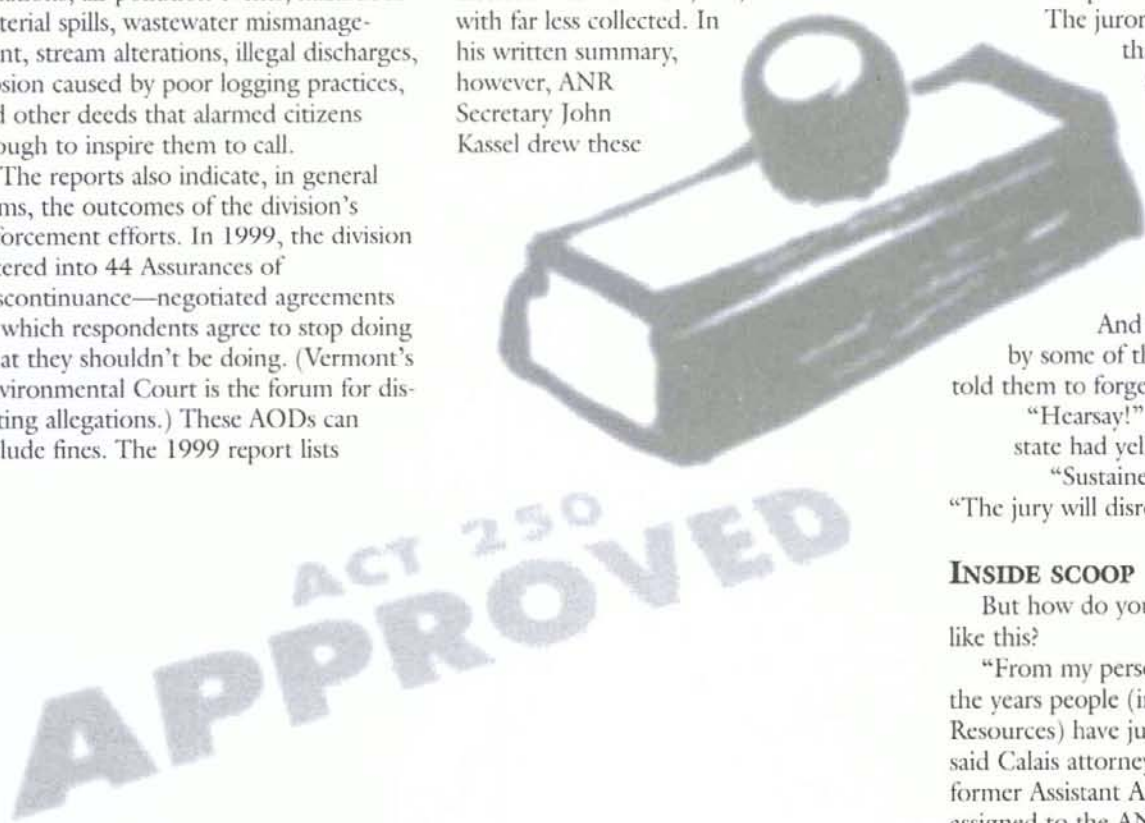 terial spills, wastewater mismanage-
nt, stream alterations, illegal discharges,
sion caused by poor logging practices,
d other deeds that alarmed citizens
ough to inspire them to call.
The reports also indicate, in general
ms, the outcomes of the division's
forcement efforts. In 1999, the division
ered into 44 Assurances of
scontinuance—negotiated agreements
which respondents agree to stop doing
at they shouldn't be doing. (Vermont's
vironmental Court is the forum for dis-
ting allegations.) These AODs can
lude fines. The 1999 report lists
with far less collected. In
his written summary,
however, ANR
Secretary John
Kassel drew these
ACT 250
APPROVED
The juror
th
And
by some of th
told them to forge
"Hearsay!"
state had yel
"Sustaine
"The jury will disre
INSIDE SCOOP
But how do you
like this?
"From my perso
the years people (i
Resources) have ju
said Calais attorney
former Assistant A
assigned to the AN